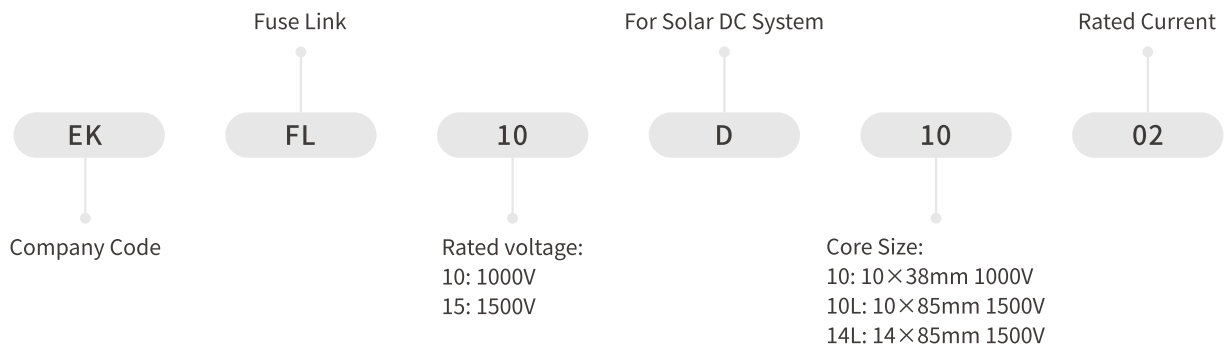 Fuse Link
For Solar DC System
Rated Current
EK
FL
10
D
10
02
Company Code
Rated voltage:
10: 1000V
15: 1500V
Core Size:
10: 10×38mm 1000V
10L: 10×85mm 1500V
14L: 14×85mm 1500V